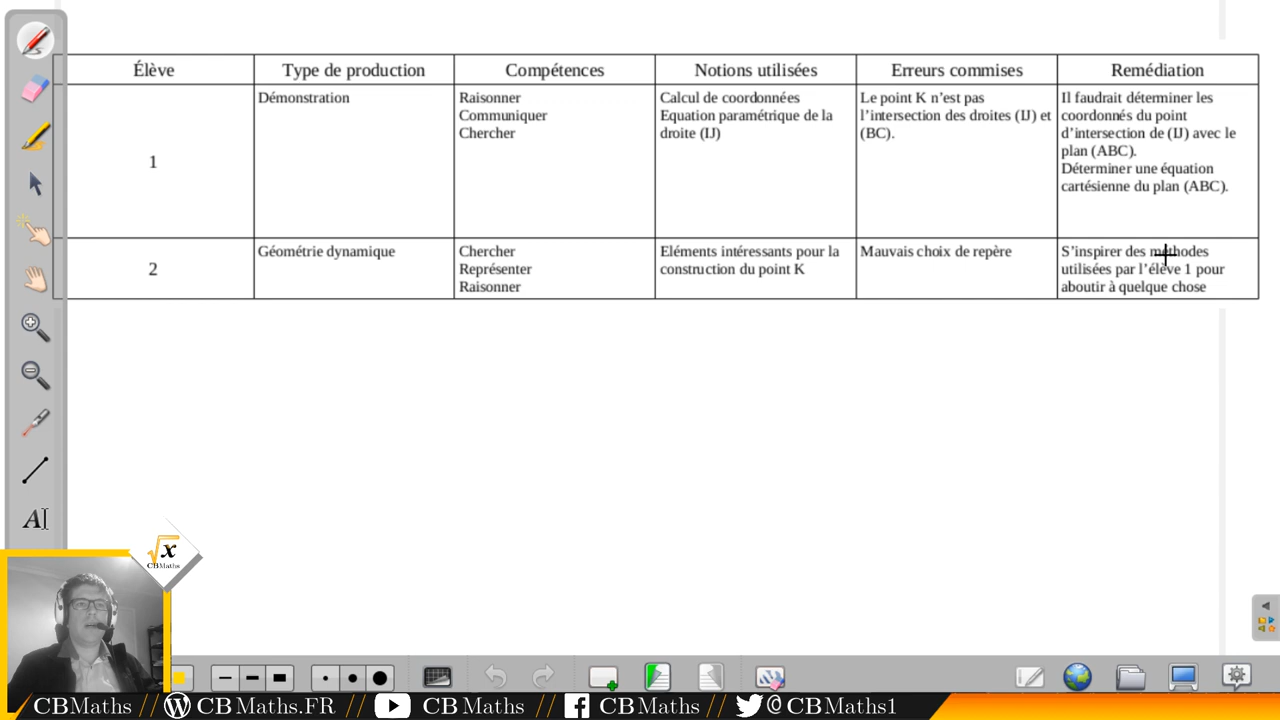 Élève
Type de production
Compétences
Notions utilisées
Erreurs commises
Remédiation
1
Démonstration
Raisonner
Communiquer
Chercher
Calcul de coordonnées
Equation paramétrique de la
droite (IJ)
Le point K n’est pas
l’intersection des droites (IJ) et
(BC).
Il faudrait déterminer les
coordonnés du point
d’intersection de (IJ) avec le
plan (ABC).
Déterminer une équation
cartésienne du plan (ABC).
2
Géométrie dynamique
Chercher
Représenter
Raisonner
Eléments intéressants pour la
construction du point K
Mauvais choix de repère
S’inspirer des méthodes
utilisées par l’élève 1 pour
aboutir à quelque chose
AI
√x
CBMaths
CBMaths // CBMaths.FR // CBMaths // CBMaths // @CBMaths1